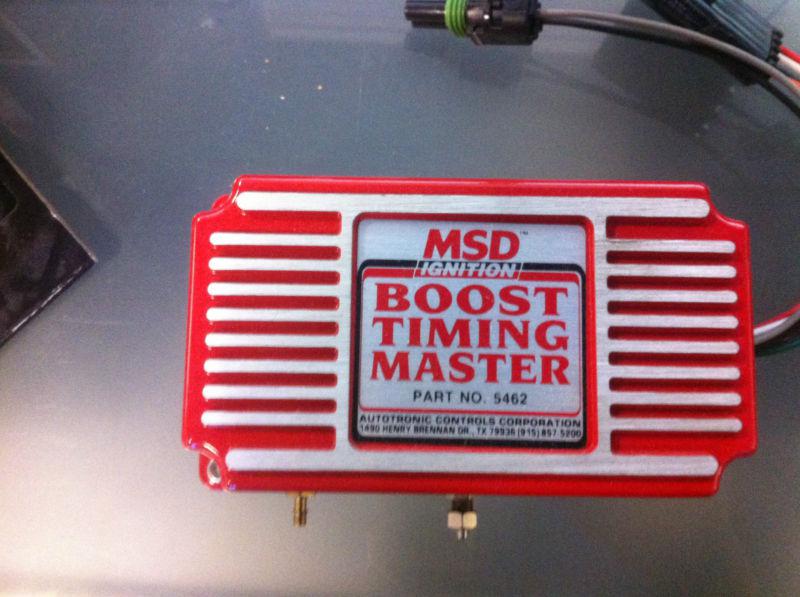 MSD™
IGNITION
BOOST
TIMING
MASTER
PART NO. 5462
AUTOTRONIC CONTROLS CORPORATION
1490 HENRY BRENNAN DR., TX 79936 (915) 857-5200